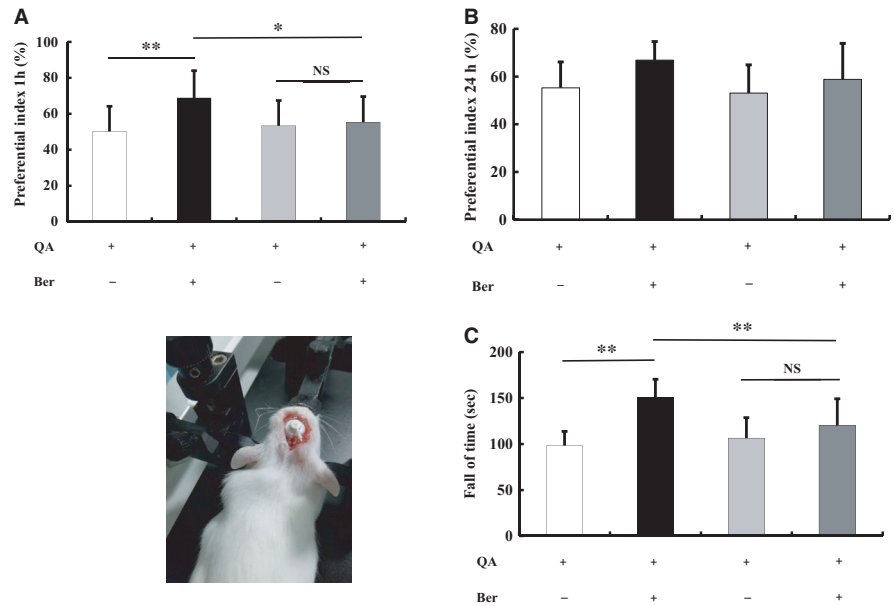 A
Preferential index 1h (%)
100
80
60
40
20
0
**
*
NS
QA + + + +
Ber – + – +
B
Preferential index 24 h (%)
80
60
40
20
0
QA + + + +
Ber – + – +
C
Fall of time (sec)
200
150
100
50
0
**
**
NS
QA + + + +
Ber – + – +